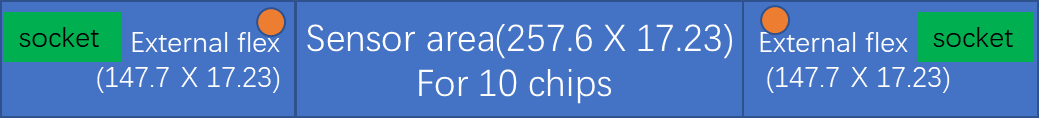 socket
External flex
(147.7 X 17.23)
Sensor area(257.6 X 17.23)
For 10 chips
External flex
(147.7 X 17.23)
socket